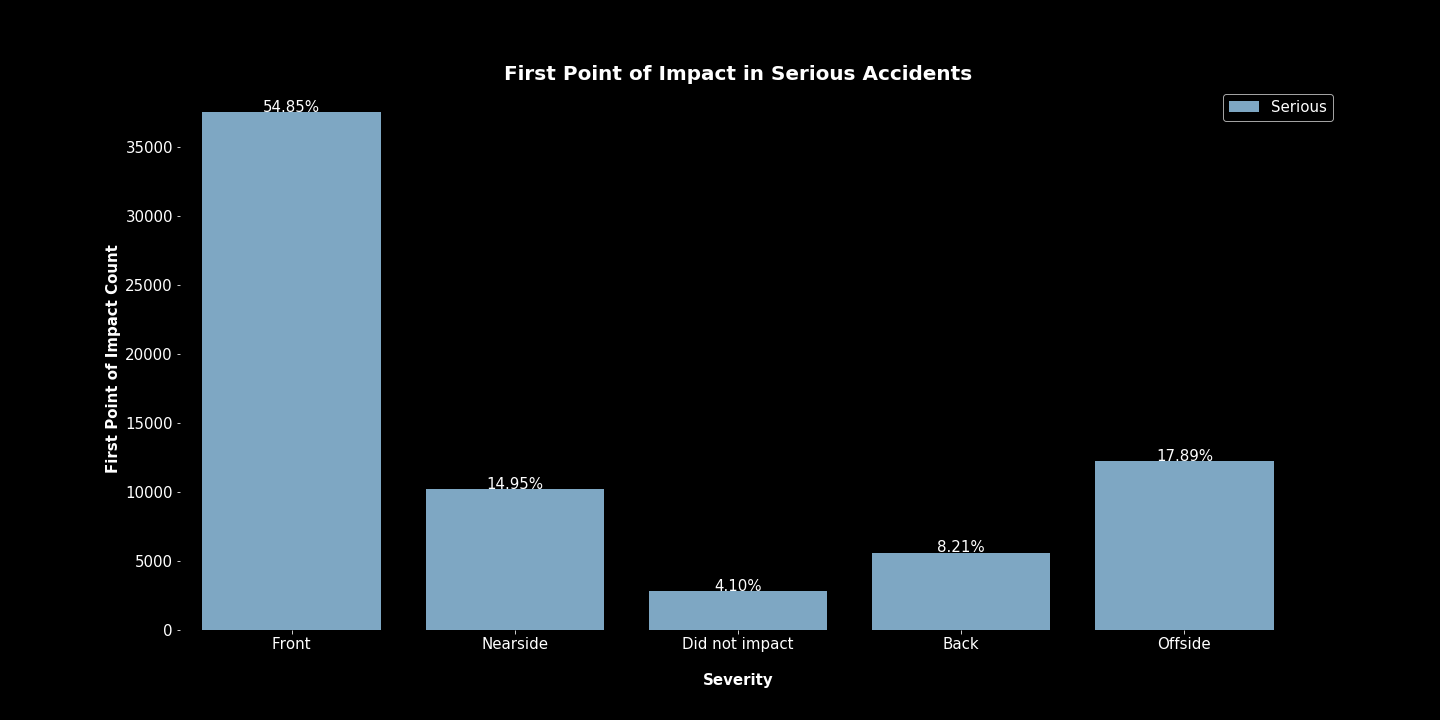 First Point of Impact in Serious Accidents
Serious
First Point of Impact Count
35000
30000
25000
20000
15000
10000
5000
0
54.85%
14.95%
4.10%
8.21%
17.89%
Front
Nearside
Did not impact
Back
Offside
Severity